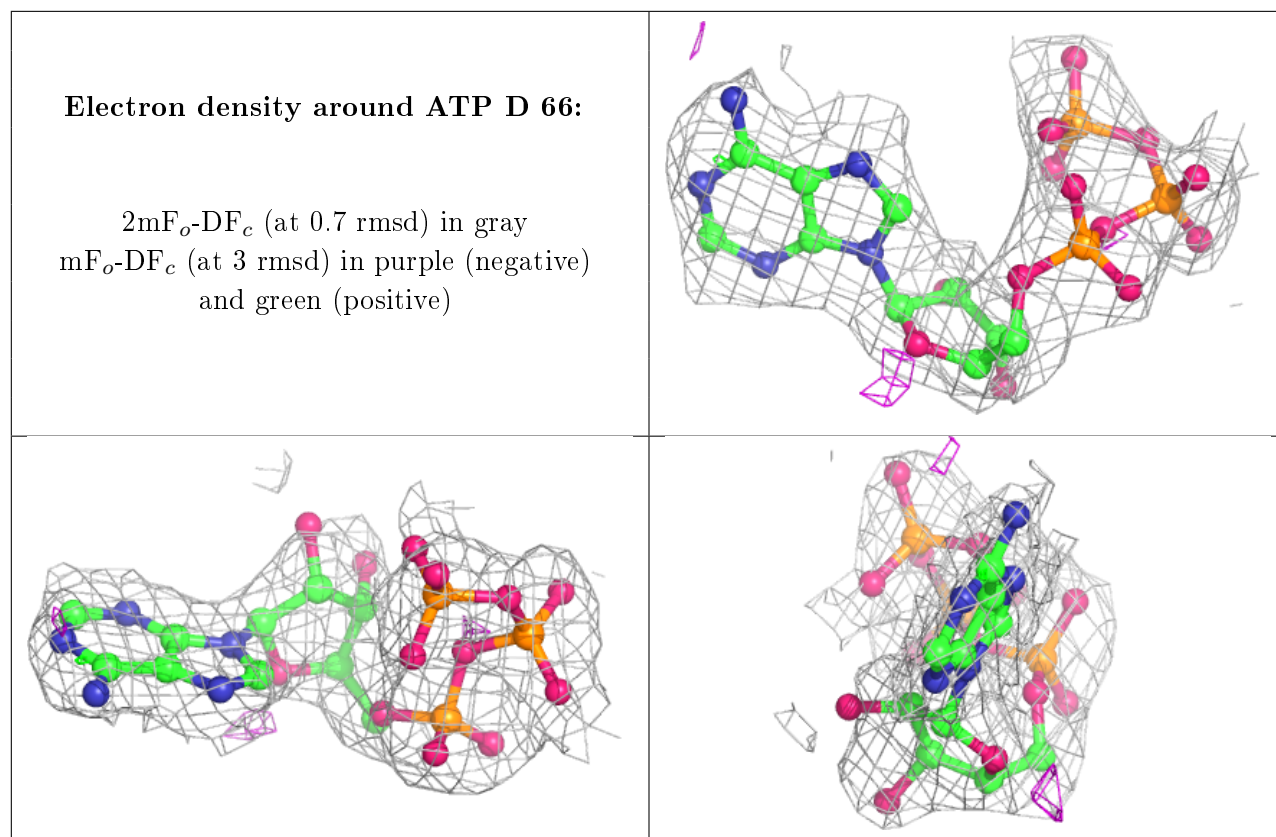 Electron density around ATP D 66:
2mFo-DFc (at 0.7 rmsd) in gray
mFo-DFc (at 3 rmsd) in purple (negative)
and green (positive)